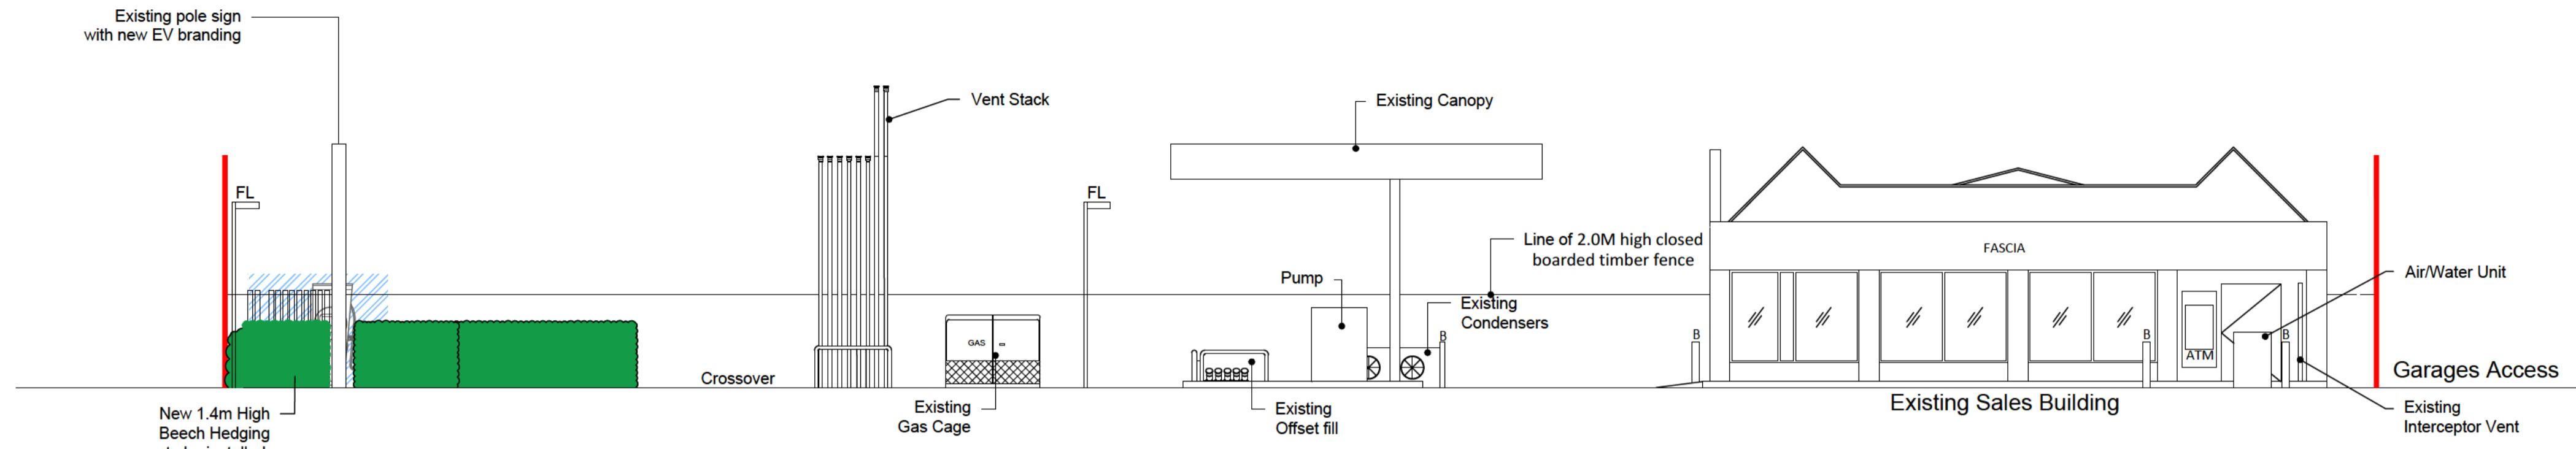 Existing pole sign
with new EV branding
FL
New 1.4m High
Beech Hedging
Crossover
Vent Stack
GAS
Existing
Gas Cage
FL
Existing Canopy
Pump
Existing
Offset fill
Line of 2.0M high closed
boarded timber fence
Existing
Condensers
B
B
FASCIA
B
ATM
B
Existing Sales Building
Air/Water Unit
Garages Access
Existing
Interceptor Vent